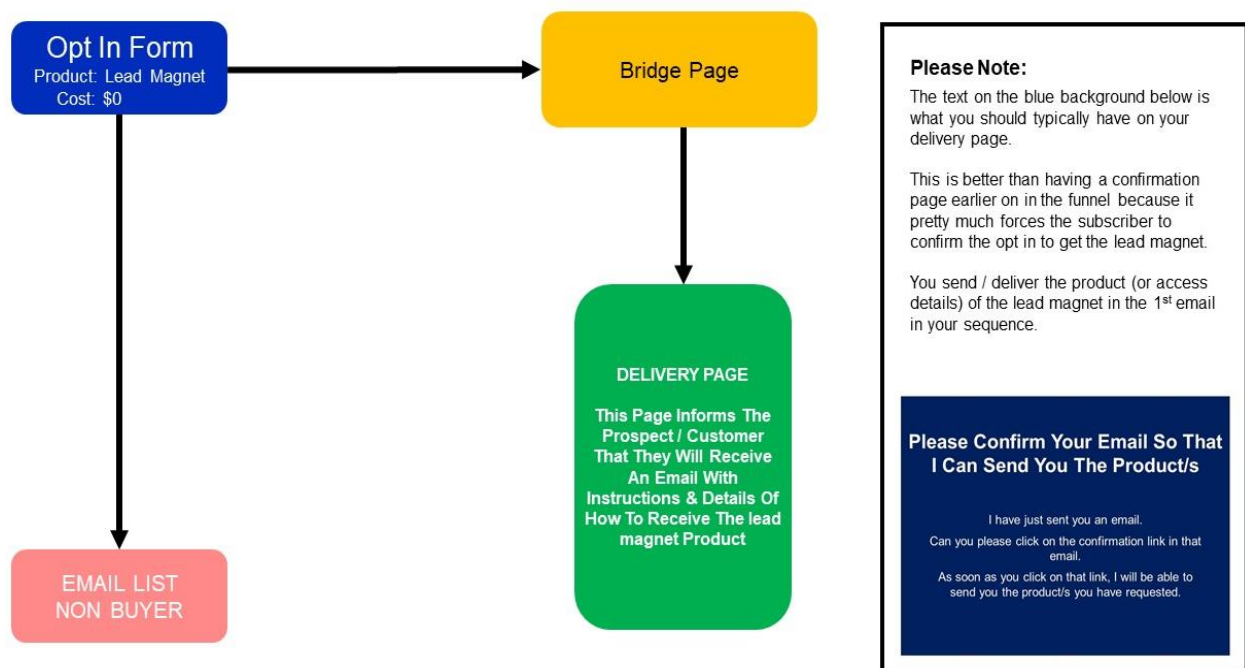 Opt In Form
Product: Lead Magnet
Cost: $0
Bridge Page
DELIVERY PAGE
This Page Informs The
Prospect / Customer
That They Will Receive
An Email With
Instructions & Details Of
How To Receive The lead
magnet Product
EMAIL LIST
NON BUYER
Please Note:
The text on the blue background below is
what you should typically have on your
delivery page.
This is better than having a confirmation
page earlier on in the funnel because it
pretty much forces the subscriber to
confirm the opt in to get the lead magnet.
You send / deliver the product (or access
details) of the lead magnet in the 1st email
in your sequence.
Please Confirm Your Email So That
I Can Send You The Product/s
I have just sent you an email.
Can you please click on the confirmation link in that
email.
As soon as you click on that link, I will be able to
send you the product/s you have requested.